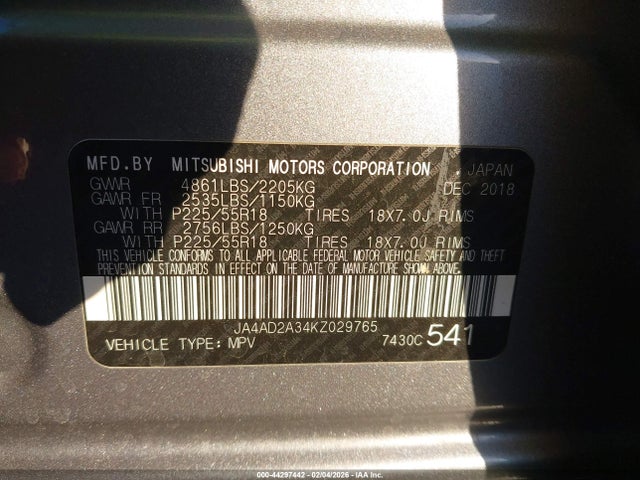 MFD.BY MITSUBISHI MOTORS CORPORATION , JAPAN
GVWR 4861LBS/2205KG DEC 2018
GAWR FR 2535LBS/1150KG
WITH P225/55R18 TIRES 18X7.0J RIMS
GAWR RR 2756LBS/1250KG
WITH P225/55R18 TIRES 18X7.0J RIMS
THIS VEHICLE CONFORMS TO ALL APPLICABLE FEDERAL MOTOR VEHICLE SAFETY AND THEFT
PREVENTION STANDARDS IN EFFECT ON THE DATE OF MANUFACTURE SHOWN ABOVE.
JA4AD2A34KZ029765
VEHICLE TYPE: MPV 7430C 541
000-44297442 - 02/04/2026 - IAAI, Inc.